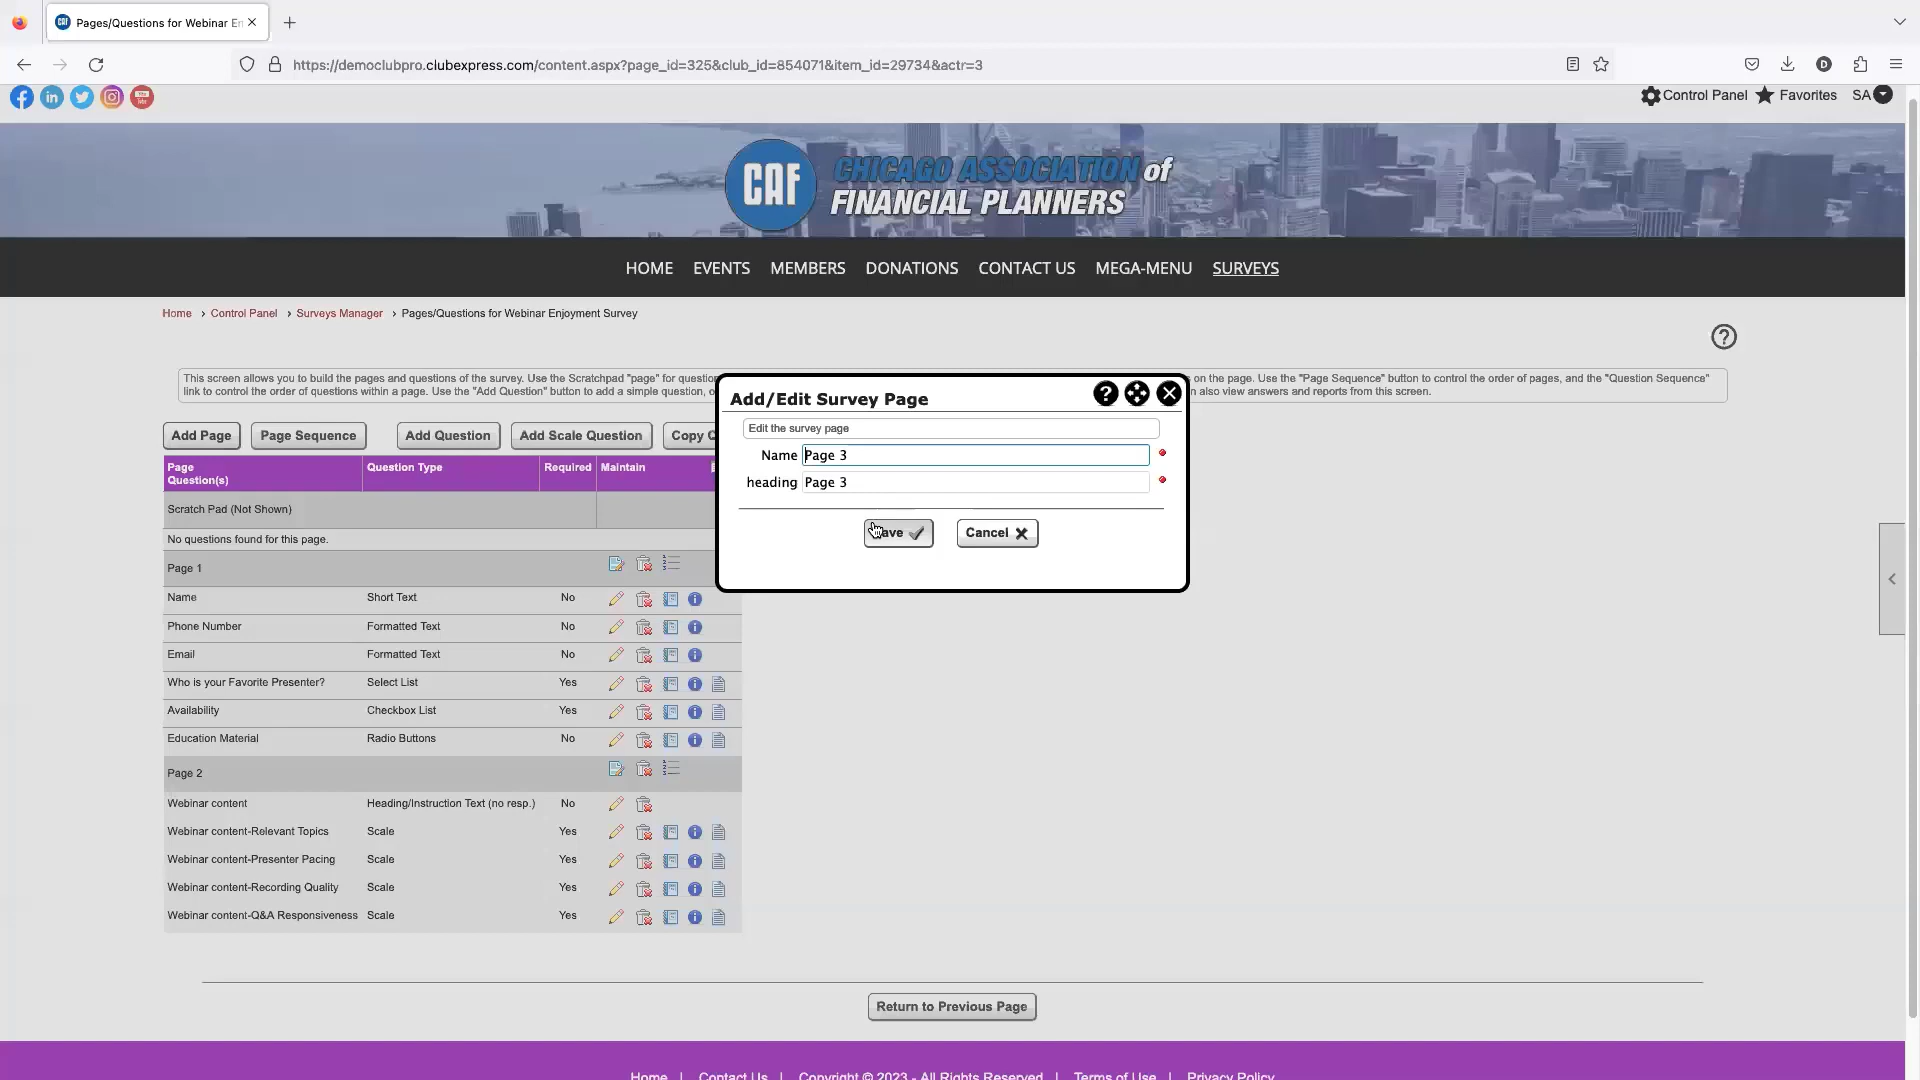 Pages/Questions for Webinar En
https://democlubpro.clubexpress.com/content.aspx?page_id=325&club_id=854071&item_id=29734&actr=3
D
Control Panel Favorites SA
CAF CHICAGO ASSOCIATION of
FINANCIAL PLANNERS
HOME EVENTS MEMBERS DONATIONS CONTACT US MEGA-MENU SURVEYS
Home › Control Panel › Surveys Manager › Pages/Questions for Webinar Enjoyment Survey
This screen allows you to build the pages and questions of the survey. Use the Scratchpad "page" for question on the page. Use the "Page Sequence" button to control the order of pages, and the "Question Sequence"
link to control the order of questions within a page. Use the "Add Question" button to add a simple question, o n also view answers and reports from this screen.
Add/Edit Survey Page
Edit the survey page
Name Page 3
heading Page 3
ave Cancel
Add Page Page Sequence Add Question Add Scale Question Copy Q
Page
Question(s) Question Type Required Maintain
Scratch Pad (Not Shown)
No questions found for this page.
Page 1
Name Short Text No
Phone Number Formatted Text No
Email Formatted Text No
Who is your Favorite Presenter? Select List Yes
Availability Checkbox List Yes
Education Material Radio Buttons No
Page 2
Webinar content Heading/Instruction Text (no resp.) No
Webinar content-Relevant Topics Scale Yes
Webinar content-Presenter Pacing Scale Yes
Webinar content-Recording Quality Scale Yes
Webinar content-Q&A Responsiveness Scale Yes
Return to Previous Page
Home | Contact Us | Copyright © 2023 - All Rights Reserved | Terms of Use | Privacy Policy